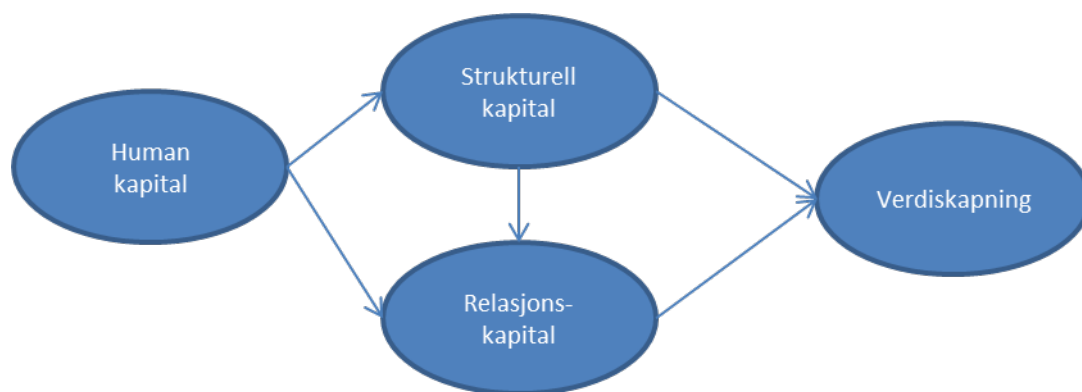 Human
kapital
Strukturell
kapital
Relasjons-
kapital
Verdiskapning